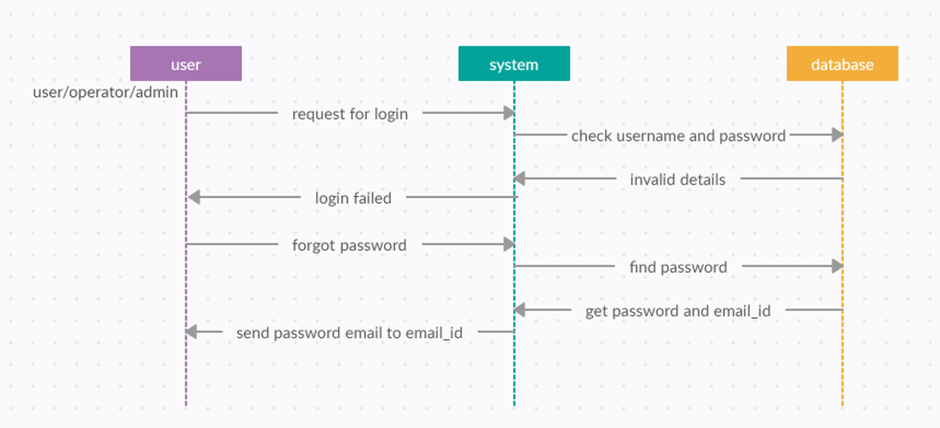 user
system
database
user/operator/admin
request for login
check username and password
invalid details
login failed
forgot password
find password
get password and email_id
send password email to email_id